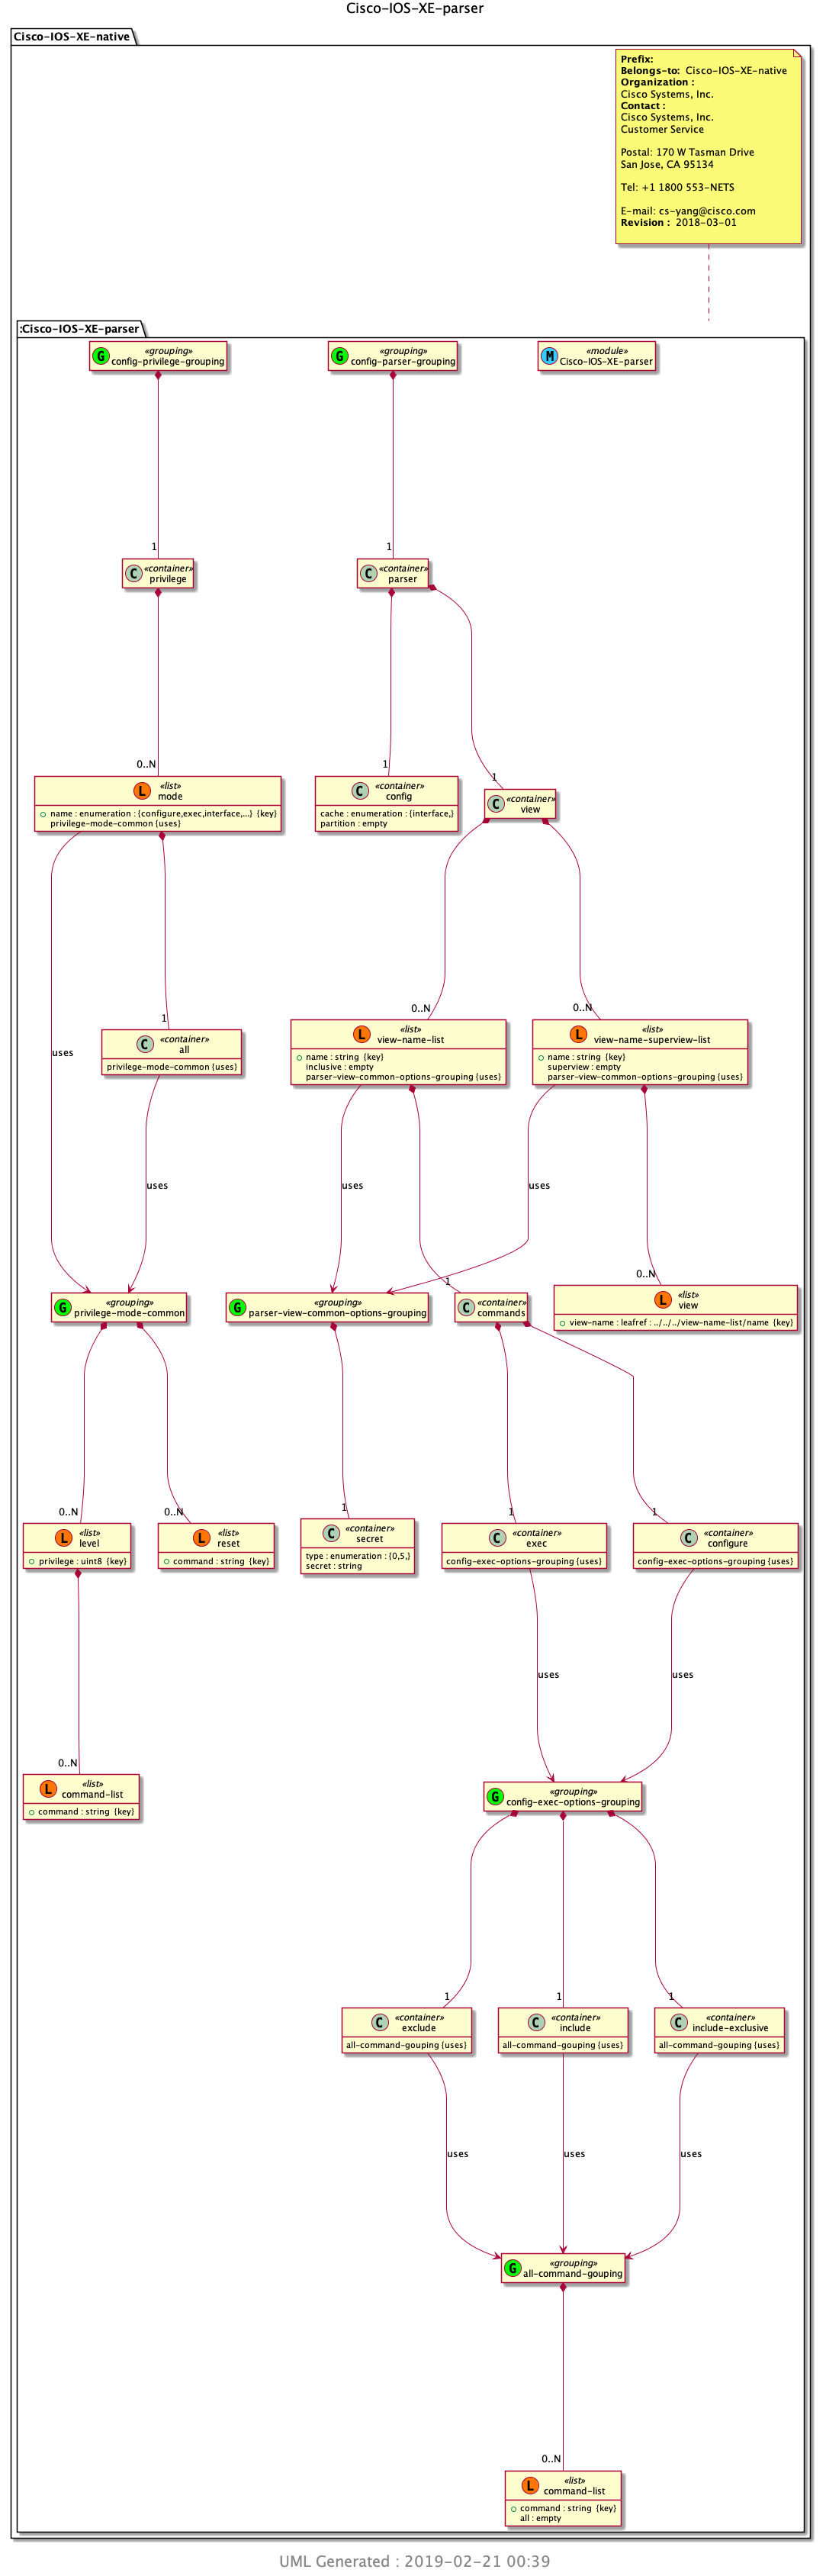 Cisco-IOS-XE-parser
Cisco-IOS-XE-native
Prefix:
Belongs-to: Cisco-IOS-XE-native
Organization :
Cisco Systems, Inc.
Contact :
Cisco Systems, Inc.
Customer Service
Postal: 170 W Tasman Drive
San Jose, CA 95134
Tel: +1 1800 553-NETS
E-mail: cs-yang@cisco.com
Revision : 2018-03-01
:Cisco-IOS-XE-parser
G
«grouping»
config-privilege-grouping
G
«grouping»
config-parser-grouping
M
«module»
Cisco-IOS-XE-parser
1
1
C
«container»
privilege
C
«container»
parser
0..N
1
1
L
«list»
mode
name : enumeration : {configure,exec,interface,...} {key}
privilege-mode-common {uses}
C
«container»
config
cache : enumeration : {interface,}
partition : empty
C
«container»
view
1
0..N
0..N
uses
C
«container»
all
privilege-mode-common {uses}
L
«list»
view-name-list
name : string {key}
inclusive : empty
parser-view-common-options-grouping {uses}
L
«list»
view-name-superview-list
name : string {key}
superview : empty
parser-view-common-options-grouping {uses}
uses
uses
uses
1
0..N
G
«grouping»
privilege-mode-common
G
«grouping»
parser-view-common-options-grouping
C
«container»
commands
L
«list»
view
view-name : leafref : ../../../view-name-list/name {key}
0..N
0..N
1
1
1
L
«list»
level
privilege : uint8 {key}
L
«list»
reset
command : string {key}
C
«container»
secret
type : enumeration : {0,5,}
secret : string
C
«container»
exec
config-exec-options-grouping {uses}
C
«container»
configure
config-exec-options-grouping {uses}
uses
uses
0..N
L
«list»
command-list
command : string {key}
G
«grouping»
config-exec-options-grouping
1
1
1
C
«container»
exclude
all-command-gouping {uses}
C
«container»
include
all-command-gouping {uses}
C
«container»
include-exclusive
all-command-gouping {uses}
uses
uses
uses
G
«grouping»
all-command-gouping
0..N
L
«list»
command-list
command : string {key}
all : empty
UML Generated : 2019-02-21 00:39